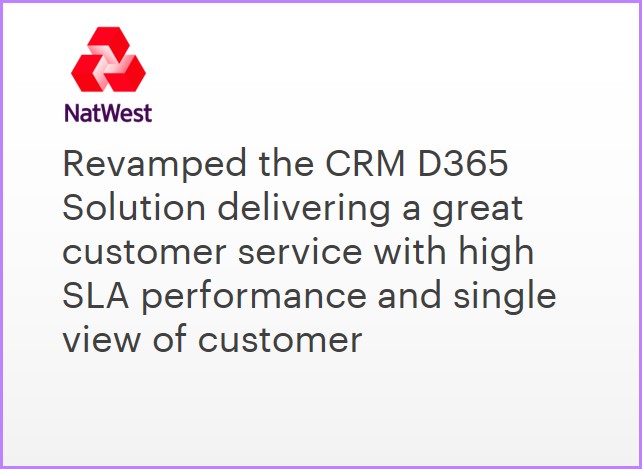 NatWest
Revamped the CRM D365
Solution delivering a great
customer service with high
SLA performance and single
view of customer